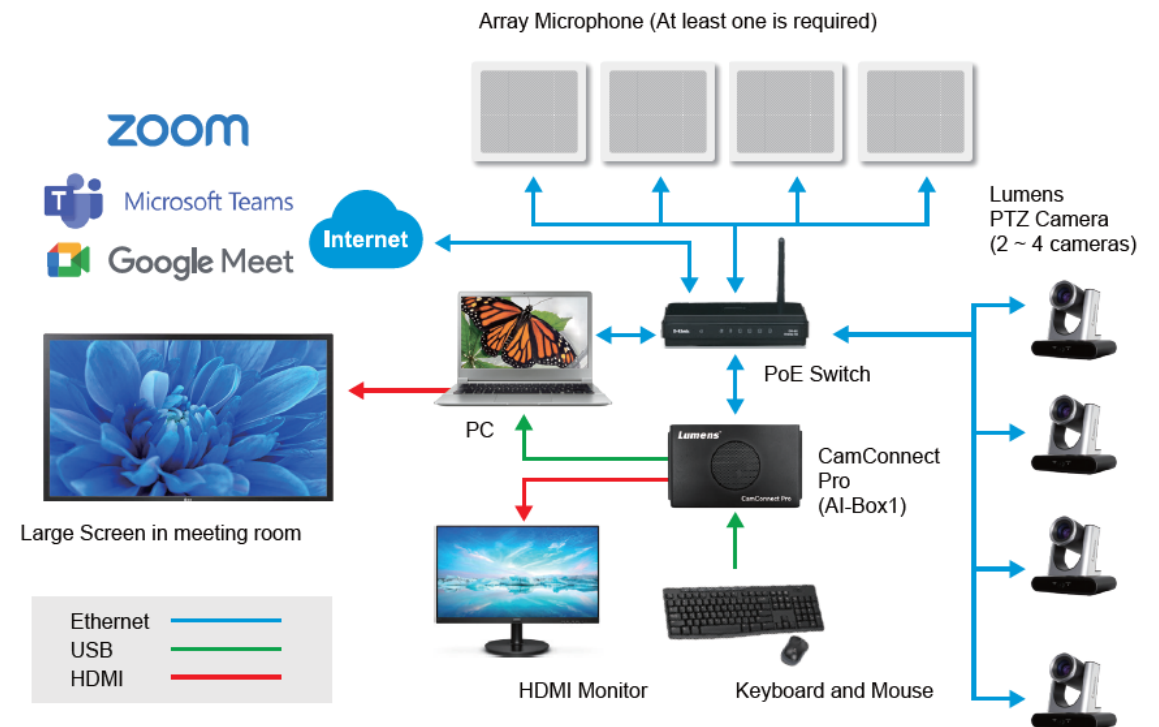 Array Microphone (At least one is required)
zoom
Microsoft Teams
Google Meet
Internet
Lumens
PTZ Camera
(2 ~ 4 cameras)
D-Link
PoE Switch
PC
Lumens
CamConnect Pro
CamConnect
Pro
(AI-Box1)
Large Screen in meeting room
Ethernet
USB
HDMI
HDMI Monitor
Keyboard and Mouse